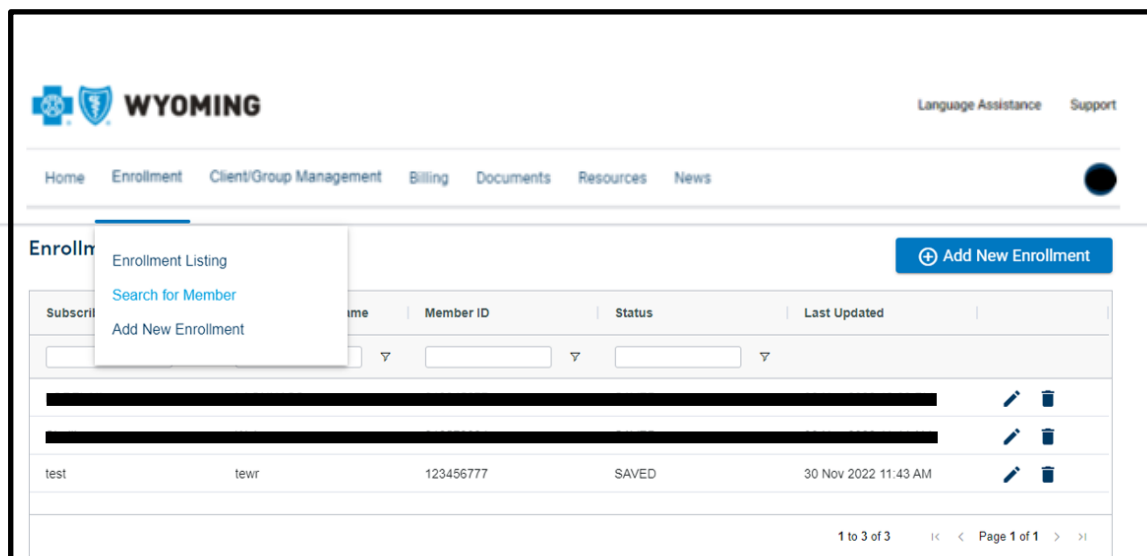 WYOMING
Language Assistance Support
Home Enrollment Client/Group Management Billing Documents Resources News
Enrollm
Add New Enrollment
Enrollment Listing
Search for Member
Add New Enrollment
Subscri ame Member ID Status Last Updated
test tewr 123456777 SAVED 30 Nov 2022 11:43 AM
1 to 3 of 3 Page 1 of 1